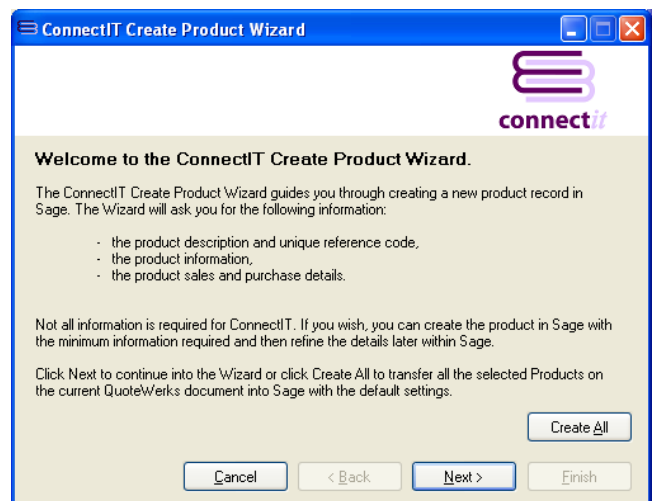 ConnectIT Create Product Wizard
connectit
Welcome to the ConnectIT Create Product Wizard.
The ConnectIT Create Product Wizard guides you through creating a new product record in
Sage. The Wizard will ask you for the following information:
- the product description and unique reference code,
- the product information,
- the product sales and purchase details.
Not all information is required for ConnectIT. If you wish, you can create the product in Sage with
the minimum information required and then refine the details later within Sage.
Click Next to continue into the Wizard or click Create All to transfer all the selected Products on
the current QuoteWerks document into Sage with the default settings.
Create All
Cancel < Back Next > Finish